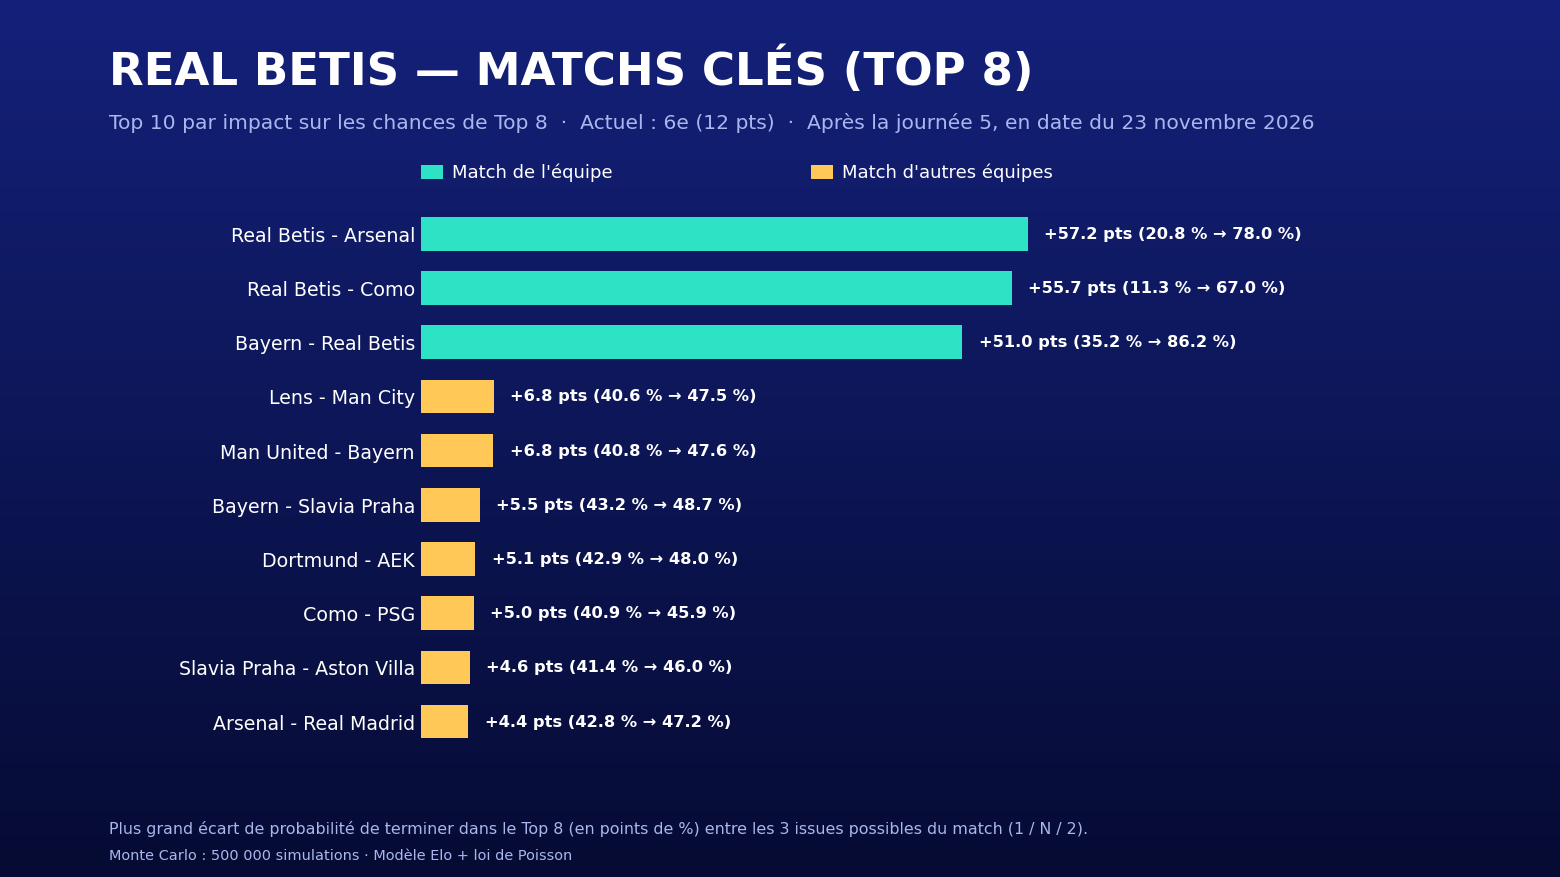 REAL BETIS — MATCHS CLÉS (TOP 8)
Top 10 par impact sur les chances de Top 8 · Actuel : 6e (12 pts) · Après la journée 5, en date du 23 novembre 2026
Match de l'équipe Match d'autres équipes
Real Betis - Arsenal +57.2 pts (20.8 % → 78.0 %)
Real Betis - Como +55.7 pts (11.3 % → 67.0 %)
Bayern - Real Betis +51.0 pts (35.2 % → 86.2 %)
Lens - Man City +6.8 pts (40.6 % → 47.5 %)
Man United - Bayern +6.8 pts (40.8 % → 47.6 %)
Bayern - Slavia Praha +5.5 pts (43.2 % → 48.7 %)
Dortmund - AEK +5.1 pts (42.9 % → 48.0 %)
Como - PSG +5.0 pts (40.9 % → 45.9 %)
Slavia Praha - Aston Villa +4.6 pts (41.4 % → 46.0 %)
Arsenal - Real Madrid +4.4 pts (42.8 % → 47.2 %)
Plus grand écart de probabilité de terminer dans le Top 8 (en points de %) entre les 3 issues possibles du match (1 / N / 2).
Monte Carlo : 500 000 simulations · Modèle Elo + loi de Poisson